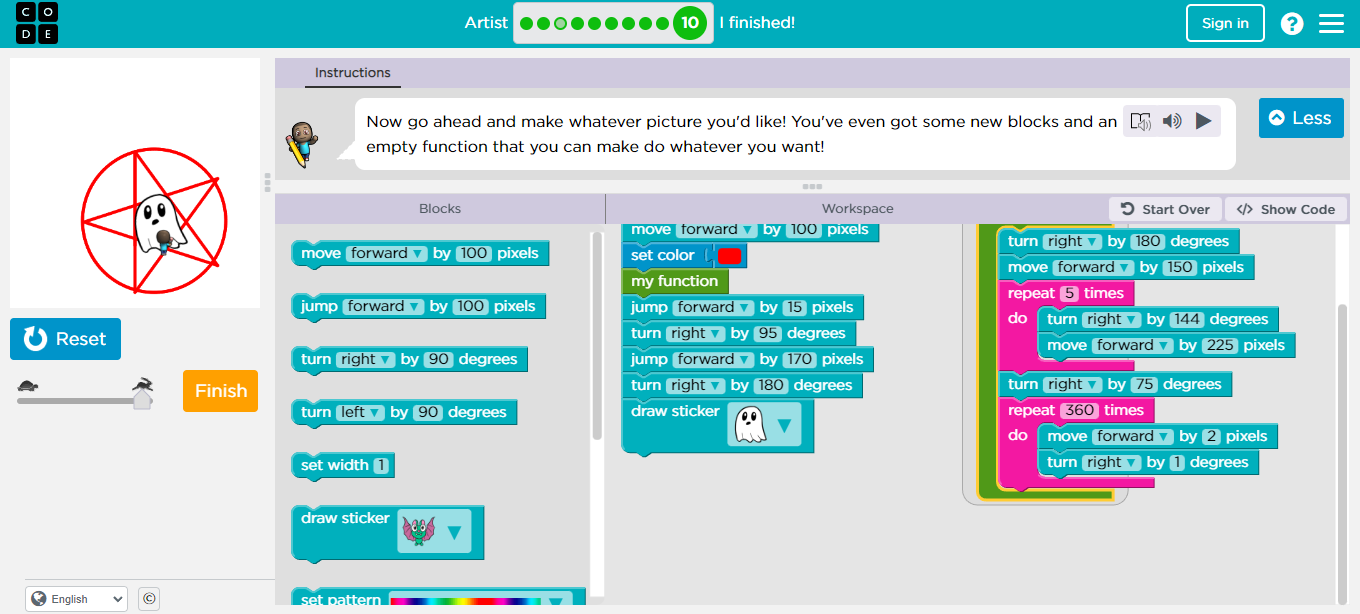 C O
D E
Artist
10
I finished!
Sign in
?
Instructions
Now go ahead and make whatever picture you'd like! You've even got some new blocks and an
empty function that you can make do whatever you want!
Less
Blocks
Workspace
Start Over
</> Show Code
Reset
Finish
English
©
move forward by 100 pixels
jump forward by 100 pixels
turn right by 90 degrees
turn left by 90 degrees
set width 1
draw sticker
set pattern
move forward by 100 pixels
set color
my function
jump forward by 15 pixels
turn right by 95 degrees
jump forward by 170 pixels
turn right by 180 degrees
draw sticker
turn right by 180 degrees
move forward by 150 pixels
repeat 5 times
do turn right by 144 degrees
move forward by 225 pixels
turn right by 75 degrees
repeat 360 times
do move forward by 2 pixels
turn right by 1 degrees